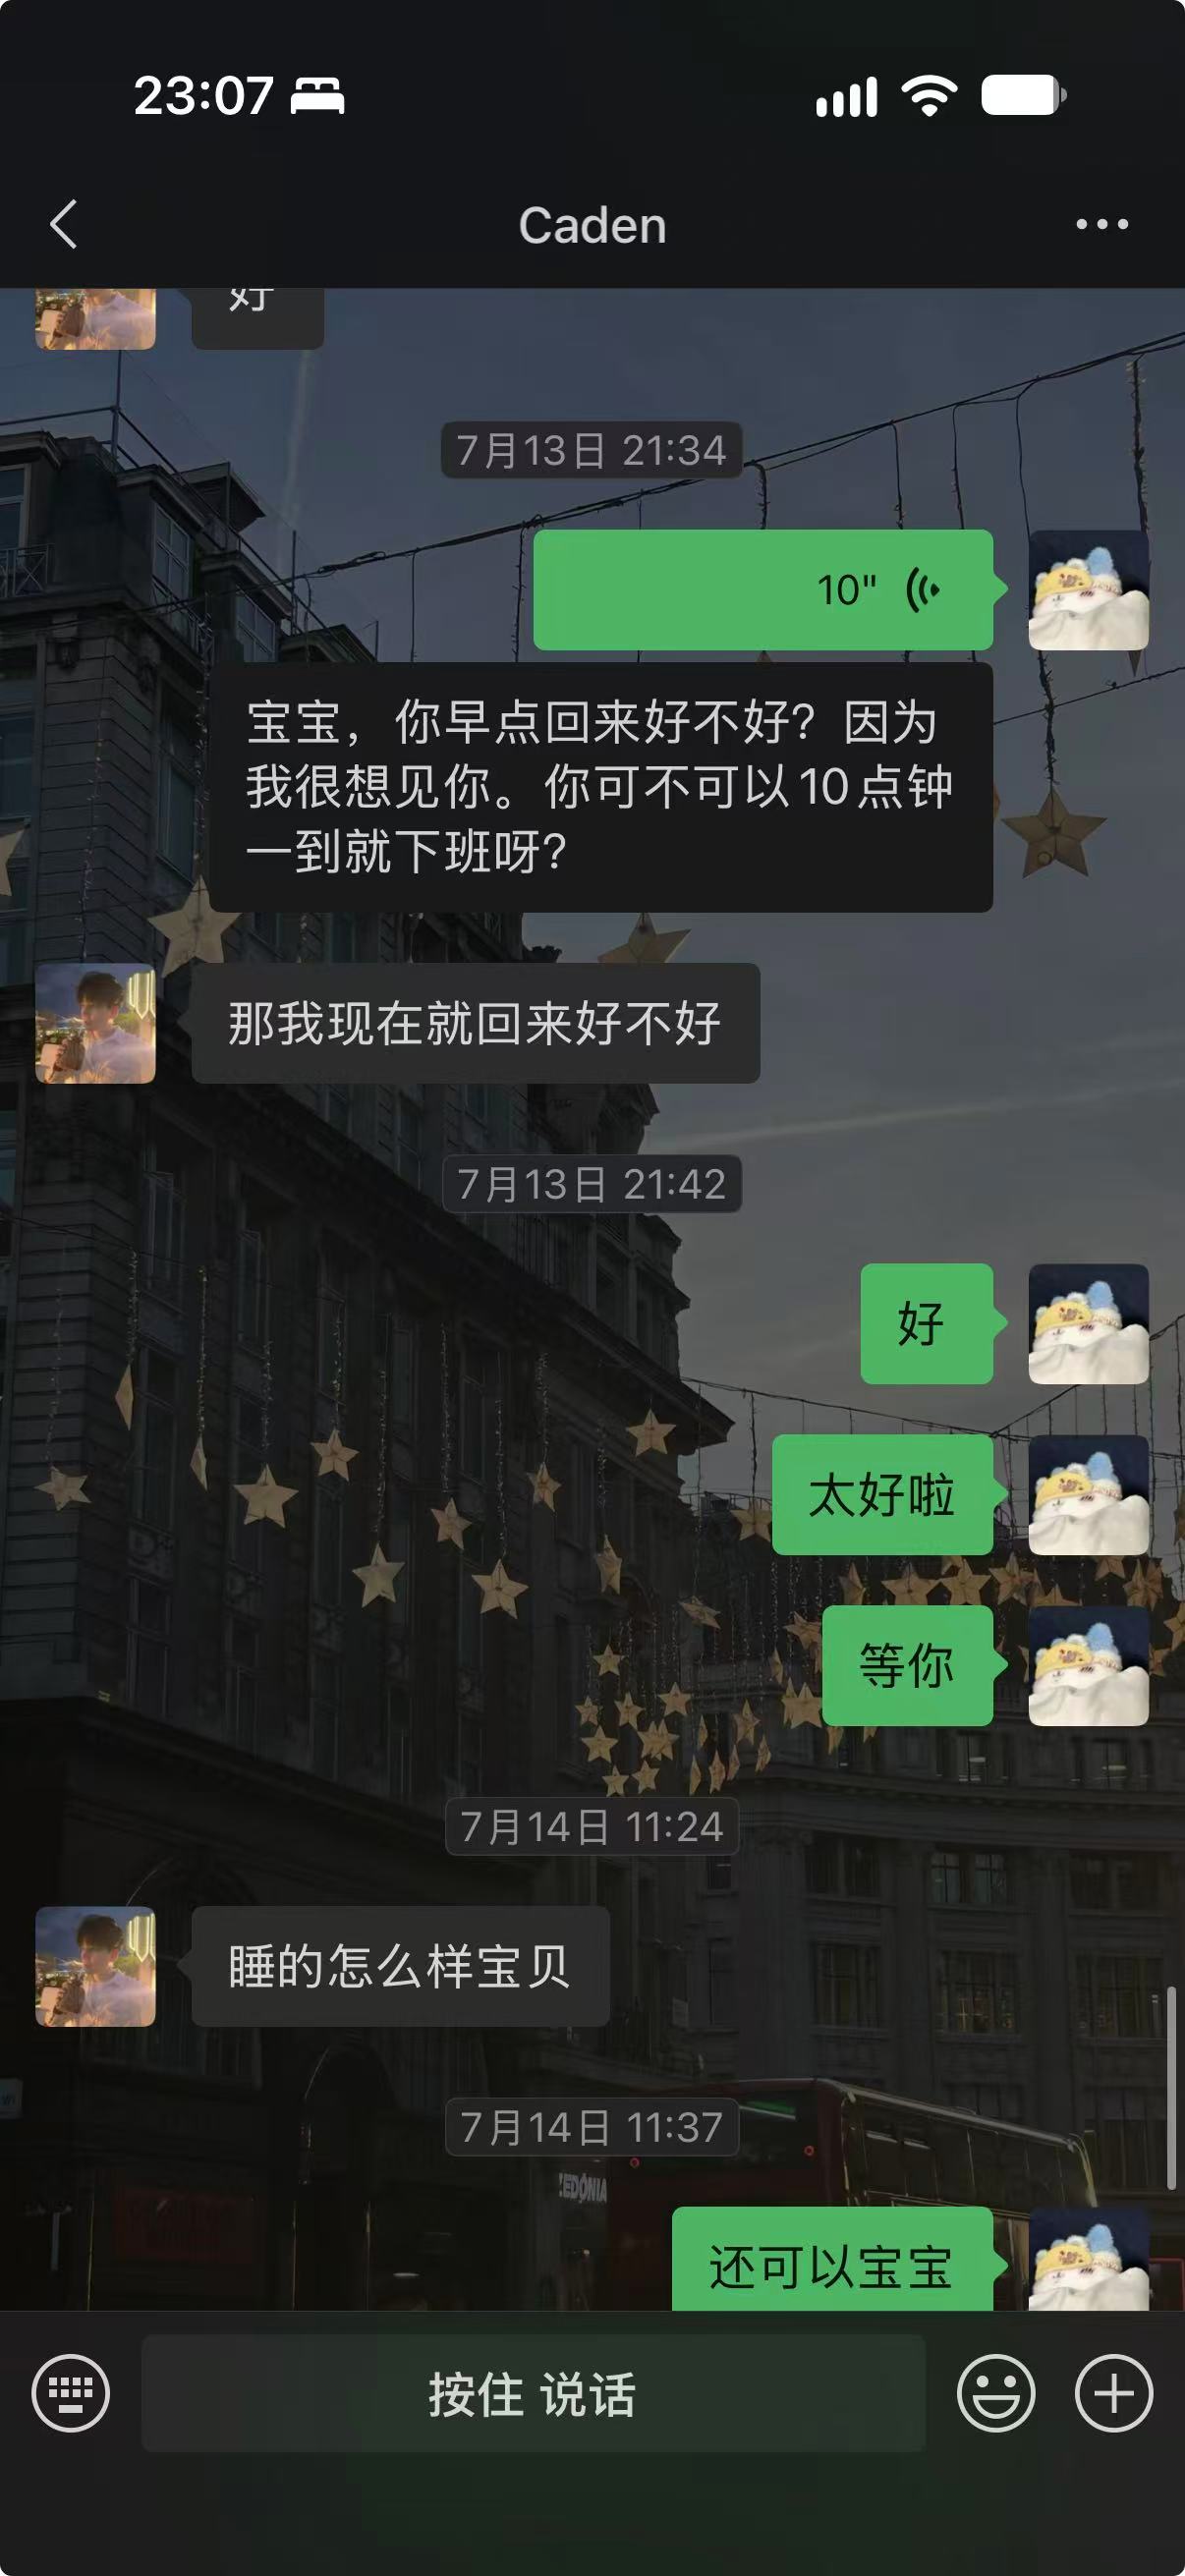 23:07
Caden
好
7月13日 21:34
10"
宝宝，你早点回来好不好？因为
我很想见你。你可不可以10点钟
一到就下班呀？
那我现在就回来好不好
7月13日 21:42
好
太好啦
等你
7月14日 11:24
睡的怎么样宝贝
7月14日 11:37
还可以宝宝
按住 说话